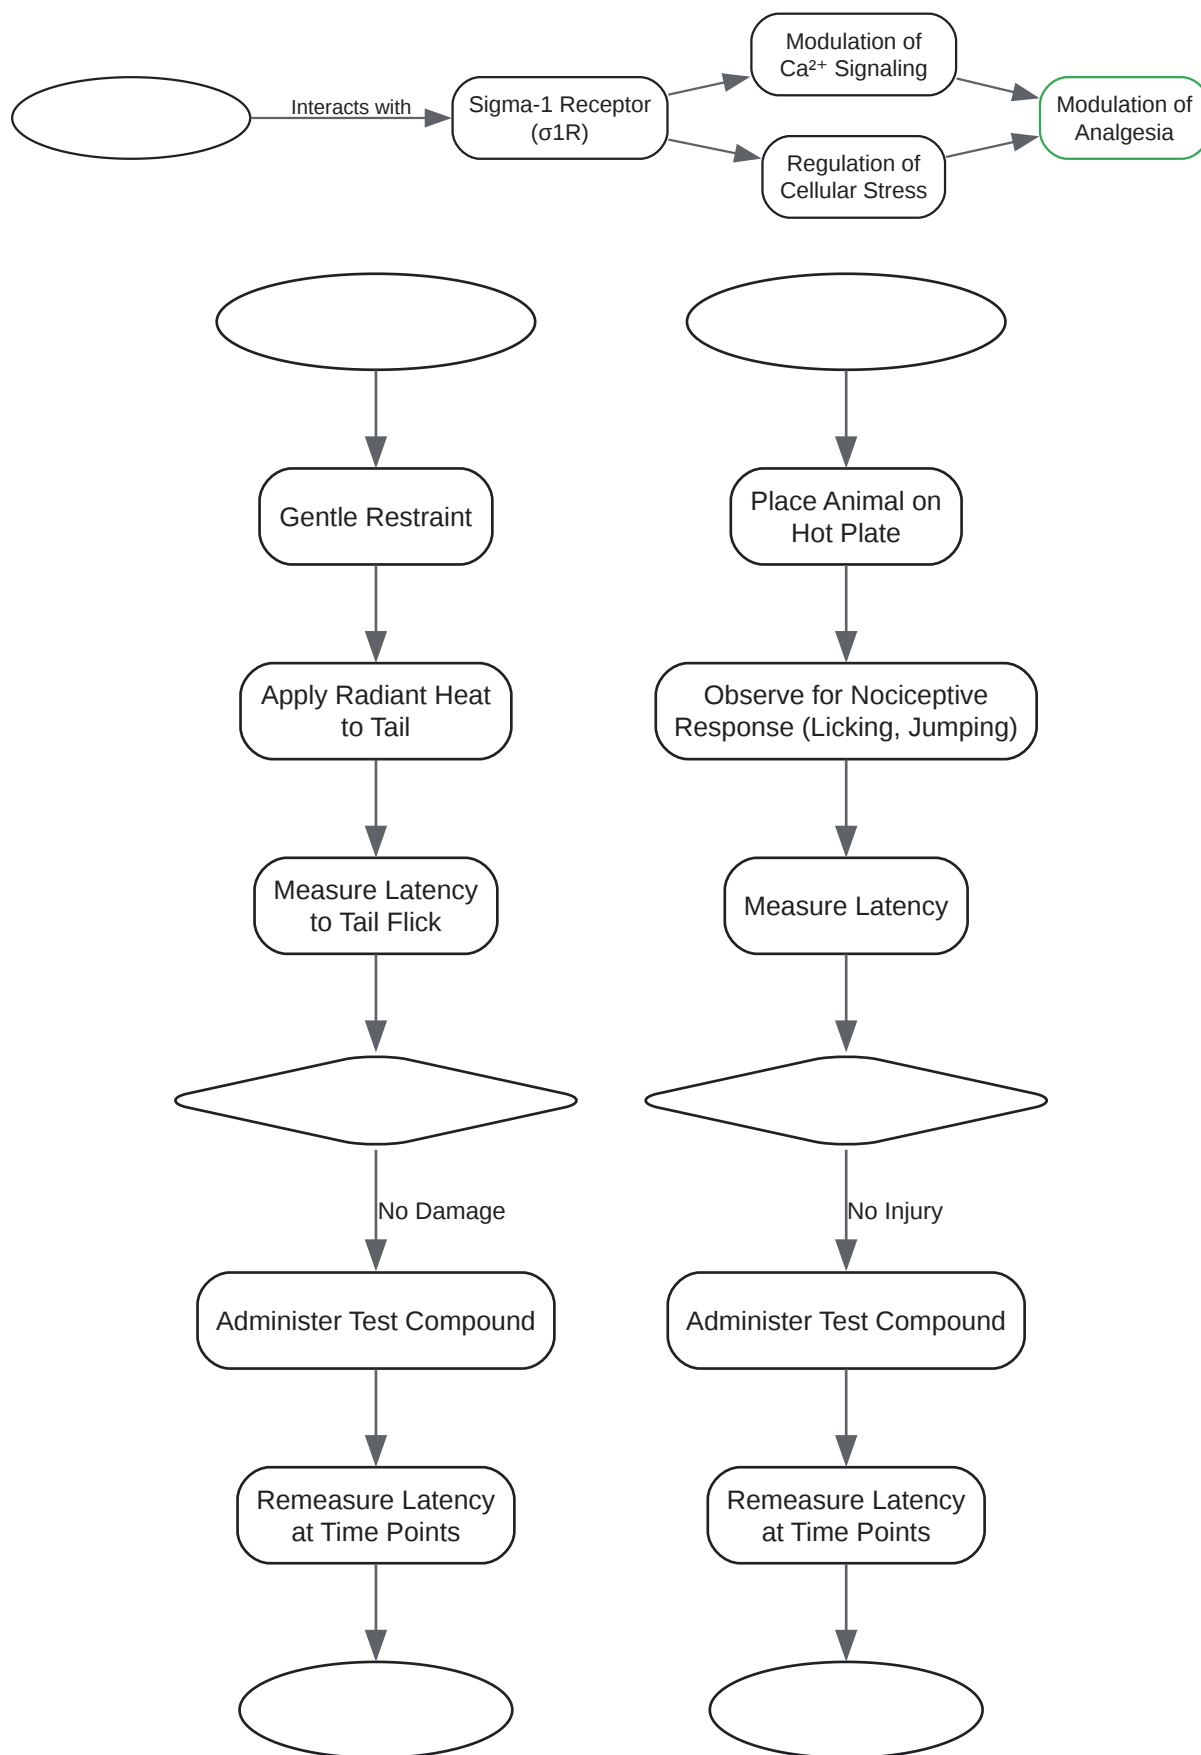 Modulation of
Ca²⁺ Signaling
Interacts with
Sigma-1 Receptor
(σ1R)
Modulation of
Analgesia
Regulation of
Cellular Stress
Gentle Restraint
Apply Radiant Heat
to Tail
Measure Latency
to Tail Flick
No Damage
Administer Test Compound
Remeasure Latency
at Time Points
Place Animal on
Hot Plate
Observe for Nociceptive
Response (Licking, Jumping)
Measure Latency
No Injury
Administer Test Compound
Remeasure Latency
at Time Points